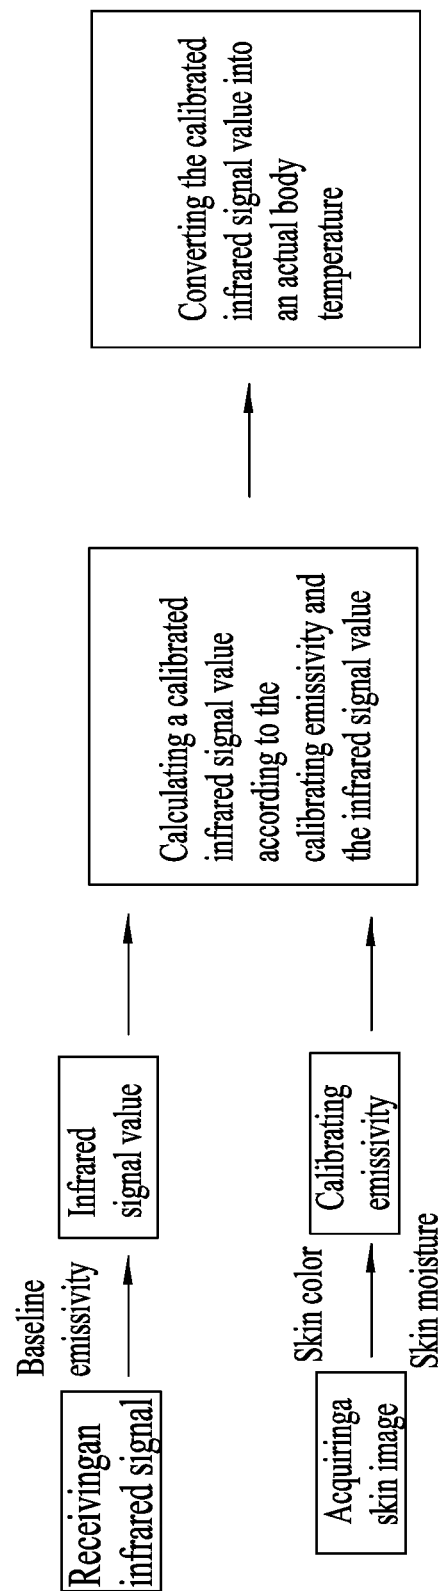 Receivingan
infrared signal
Baseline
emissivity
Infrared
signal value
Acquiringa
skin image
Skin color
Skin moisture
Calibrating
emissivity
Calculating a calibrated
infrared signal value
according to the
calibrating emissivity and
the infrared signal value
Converting the calibrated
infrared signal value into
an actual body
temperature